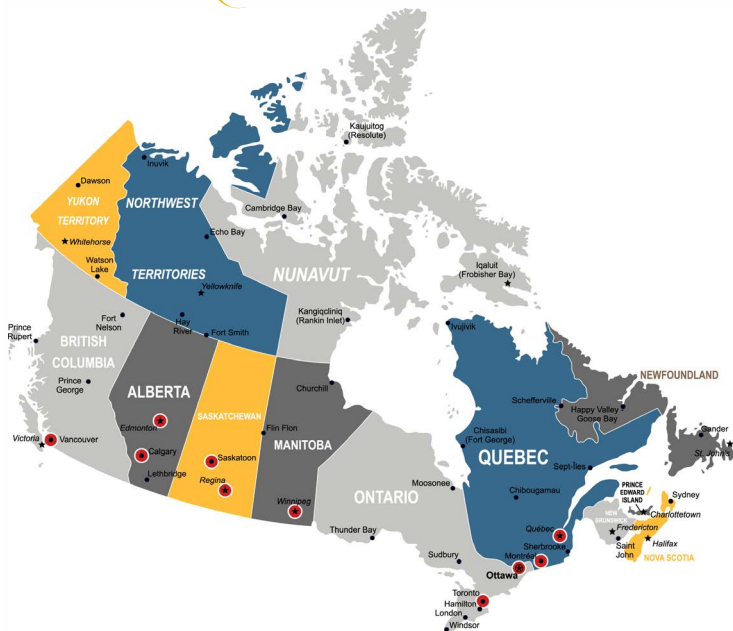 Kaujuitog
(Resolute)
Inuvik
Dawson
YUKON
TERRITORY
NORTHWEST
Cambridge Bay
Whitehorse
Echo Bay
NUNAVUT
Iqaluit
(Frobisher Bay)
Watson
Lake
TERRITORIES
Yellowknife
Fort
Nelson
Hay
River
Fort Smith
Kangiqcliniq
(Rankin Inlet)
Ivujivik
Prince
Rupert
BRITISH
COLUMBIA
Prince
George
ALBERTA
Edmonton
SASKATCHEWAN
Churchill
Flin Flon
MANITOBA
NEWFOUNDLAND
Schefferville
Happy Valley
Goose Bay
Victoria
Vancouver
Calgary
Saskatoon
Lethbridge
Regina
Winnipeg
Chisasibi
(Fort George)
QUEBEC
Gander
St. John's
Sept-Îles
Moosonee
Chibougamau
ONTARIO
PRINCE
EDWARD
ISLAND
Sydney
Charlottetown
Thunder Bay
Québec
NEW
BRUNSWICK
Fredericton
Sudbury
Sherbrooke
Montréal
Saint
John
Halifax
NOVA SCOTIA
Ottawa
Toronto
Hamilton
London
Windsor